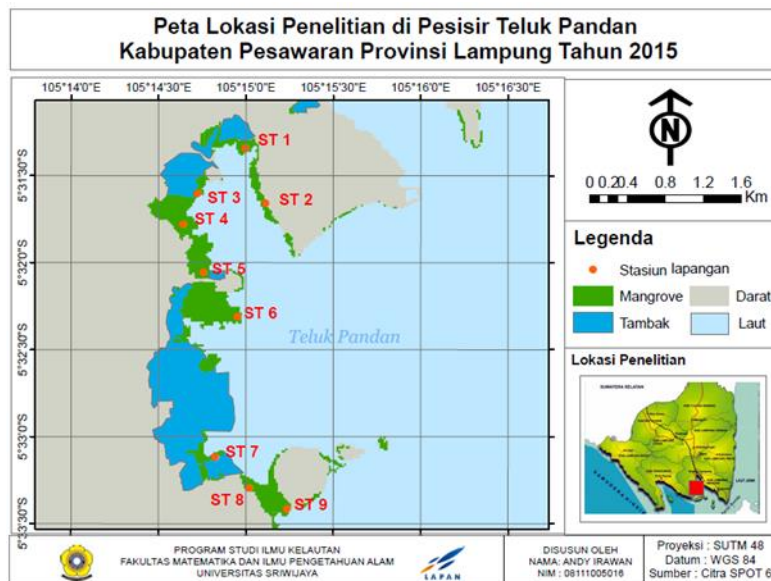 Peta Lokasi Penelitian di Pesisir Teluk Pandan
Kabupaten Pesawaran Provinsi Lampung Tahun 2015
105°14'0"E 105°14'30"E 105°15'0"E 105°15'30"E 105°16'0"E 105°16'30"E
5°31'30"S
5°32'0"S
5°32'30"S
5°33'0"S
5°33'30"S
ST 1
ST 2
ST 3
ST 4
ST 5
ST 6
Teluk Pandan
ST 7
ST 8
ST 9
N
0 0.2 0.4 0.8 1.2 1.6
Km
Legenda
Stasiun lapangan
Mangrove Darat
Tambak Laut
Lokasi Penelitian
SUMATERA SELATAN
LAUT JAWA
PROGRAM STUDI ILMU KELAUTAN
FAKULTAS MATEMATIKA DAN ILMU PENGETAHUAN ALAM
UNIVERSITAS SRIWIJAYA
LAPAN
DISUSUN OLEH
NAMA: ANDY IRAWAN
NIM : 08111005016
Proyeksi : SUTM 48
Datum : WGS 84
Sumber : Citra SPOT 6